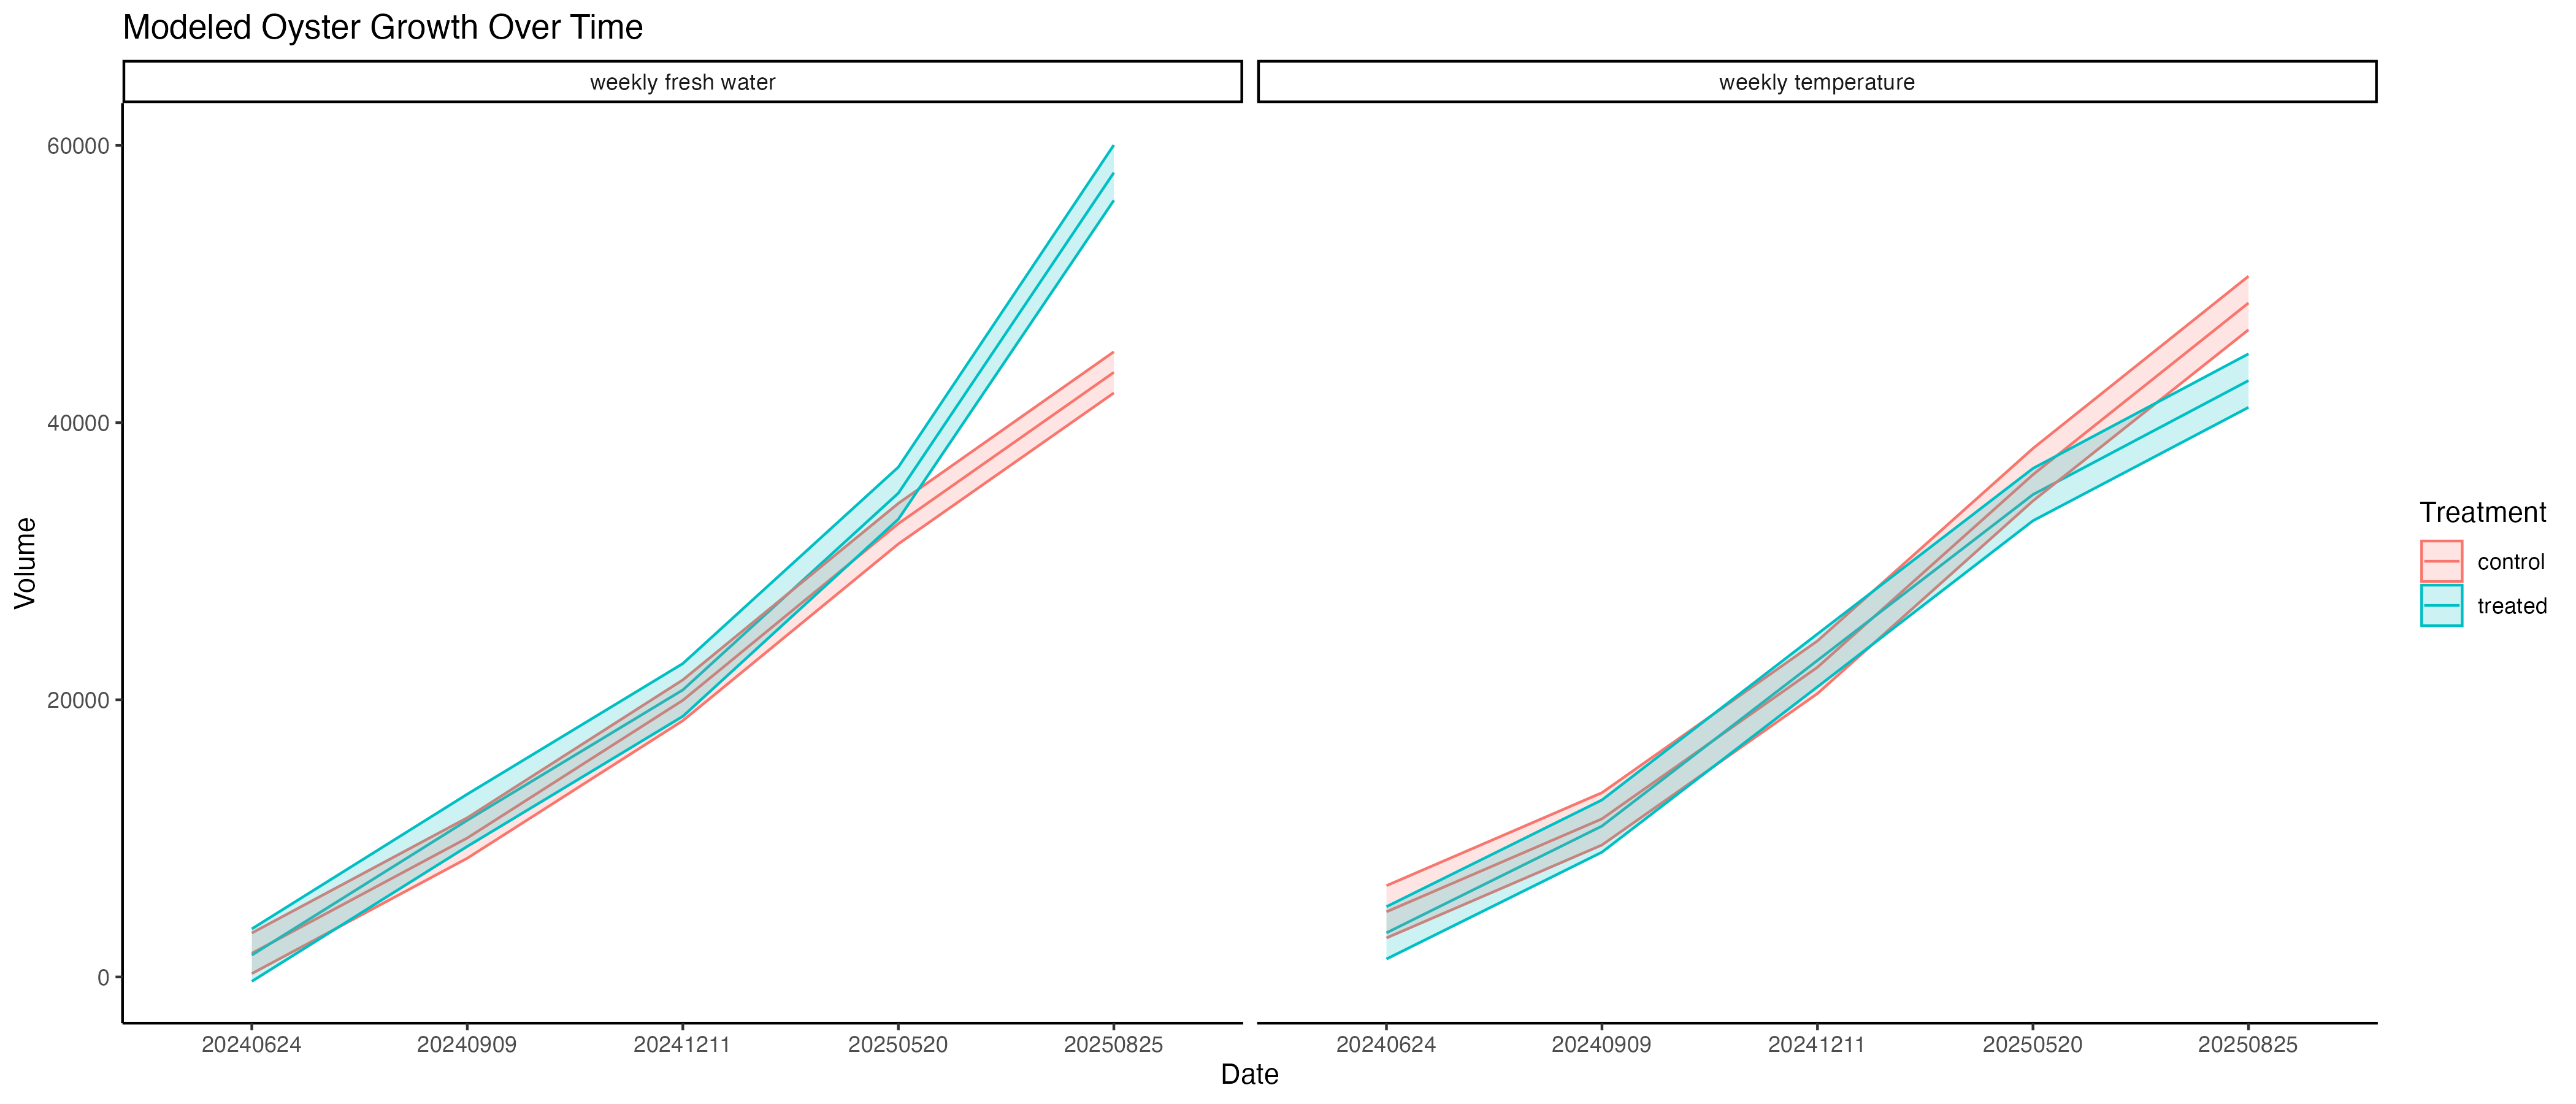 Modeled Oyster Growth Over Time
weekly fresh water
weekly temperature
60000
40000
20000
0
Volume
20240624
20240909
20241211
20250520
20250825
20240624
20240909
20241211
20250520
20250825
Date
Treatment
control
treated